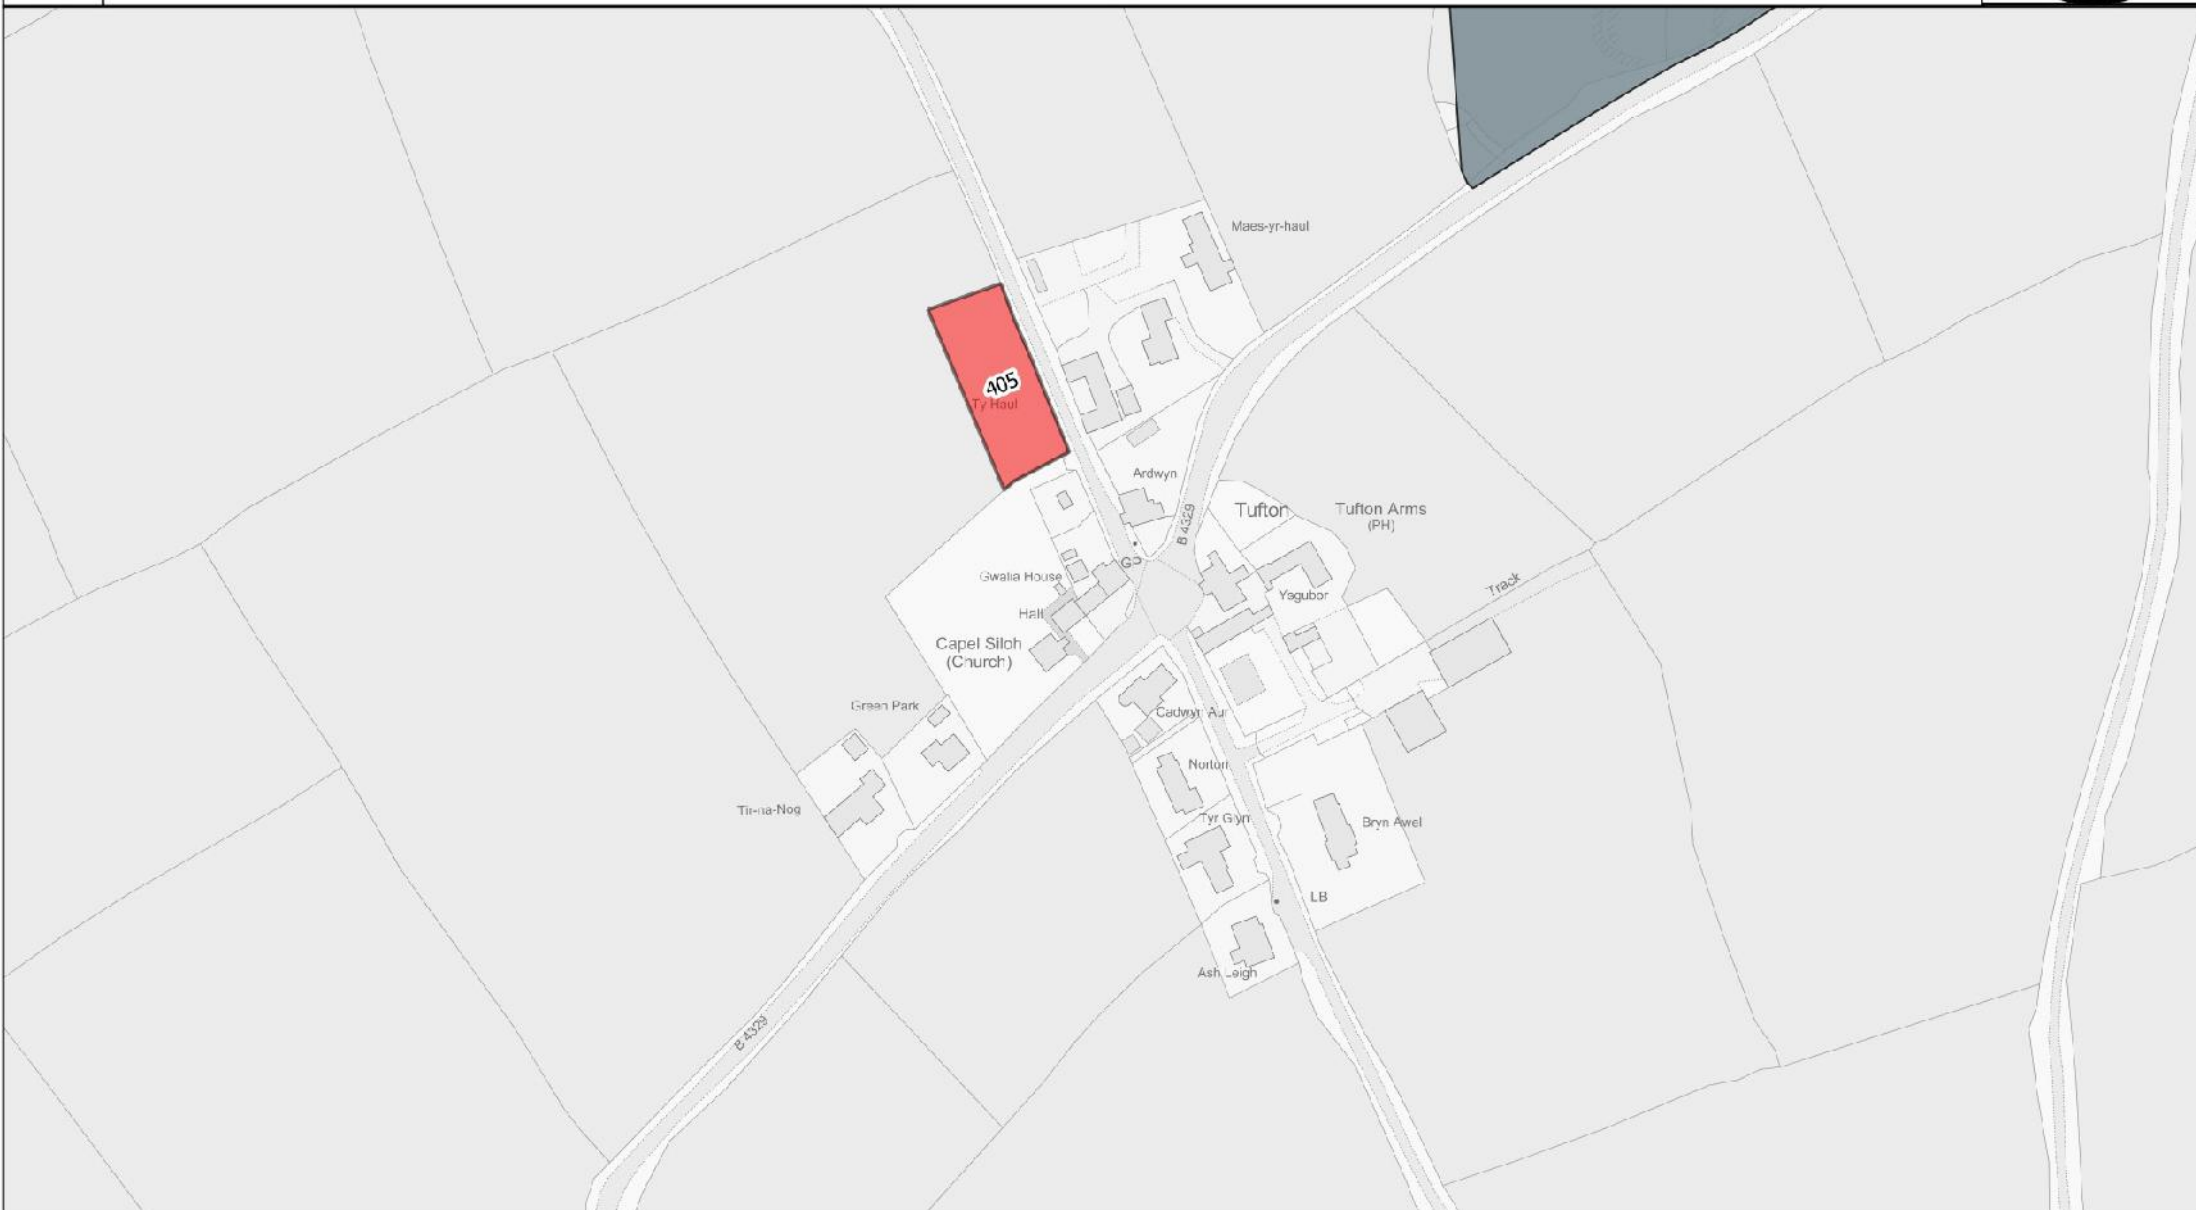 Maes-yr-haul
405
Ty Haul
Ardwyn
B 4329
Tufton
Tufton Arms
(PH)
GP
Gwalia House
Ysgubor
Track
Hall
Capel Siloh
(Church)
Green Park
Cadwyn Aur
Norton
Tir-na-Nog
Tyr Glyn
Bryn Awel
LB
Ash Leigh
B 4329